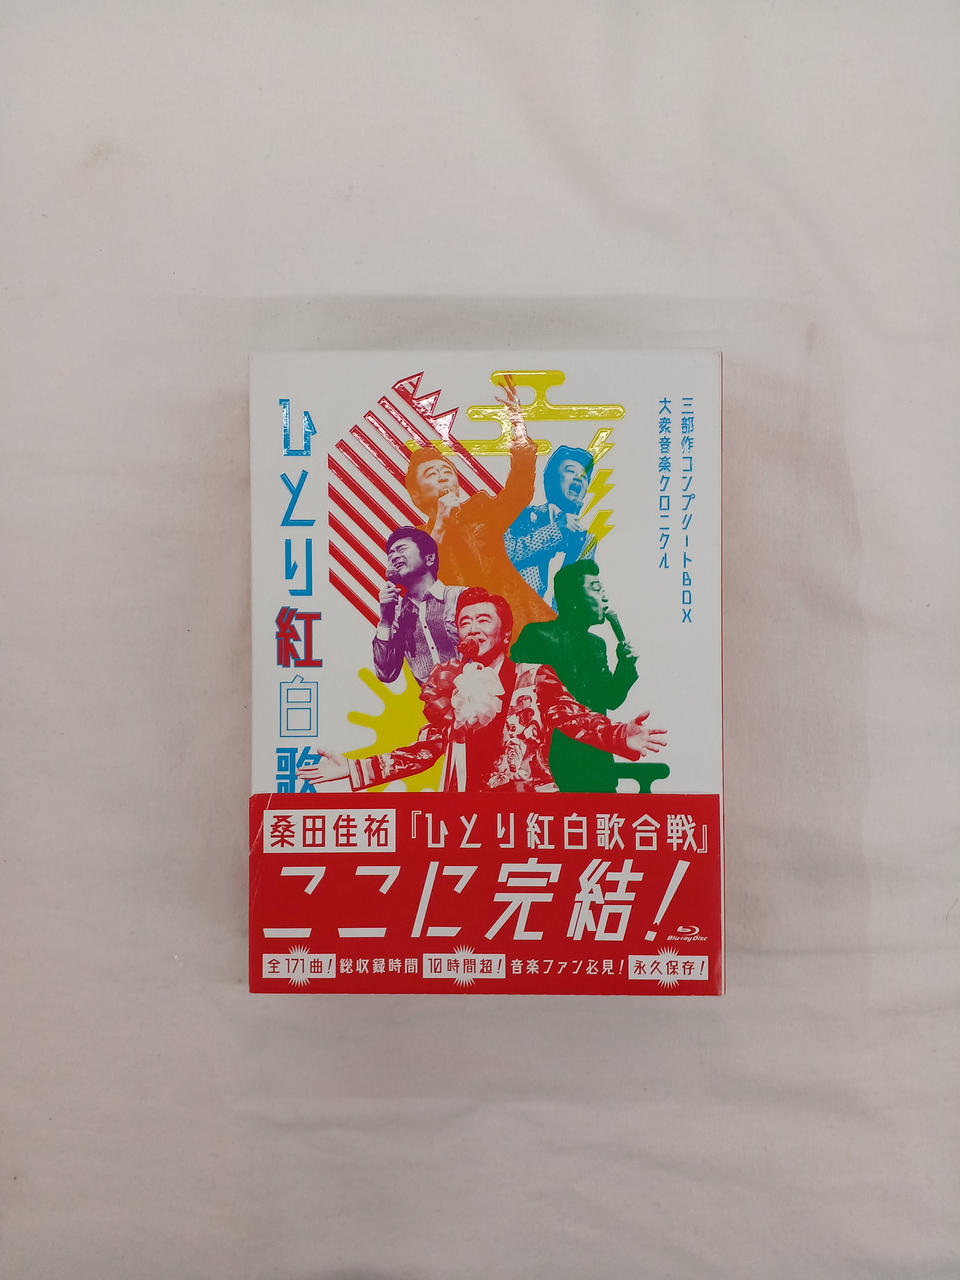 三部作コンプリートBOX
大衆音楽クロニクル
ひとり紅白歌
桑田佳祐『ひとり紅白歌合戦』
ここに完結!
Blu-ray Disc
全171曲! 総収録時間 10時間超! 音楽ファン必見! 永久保存!